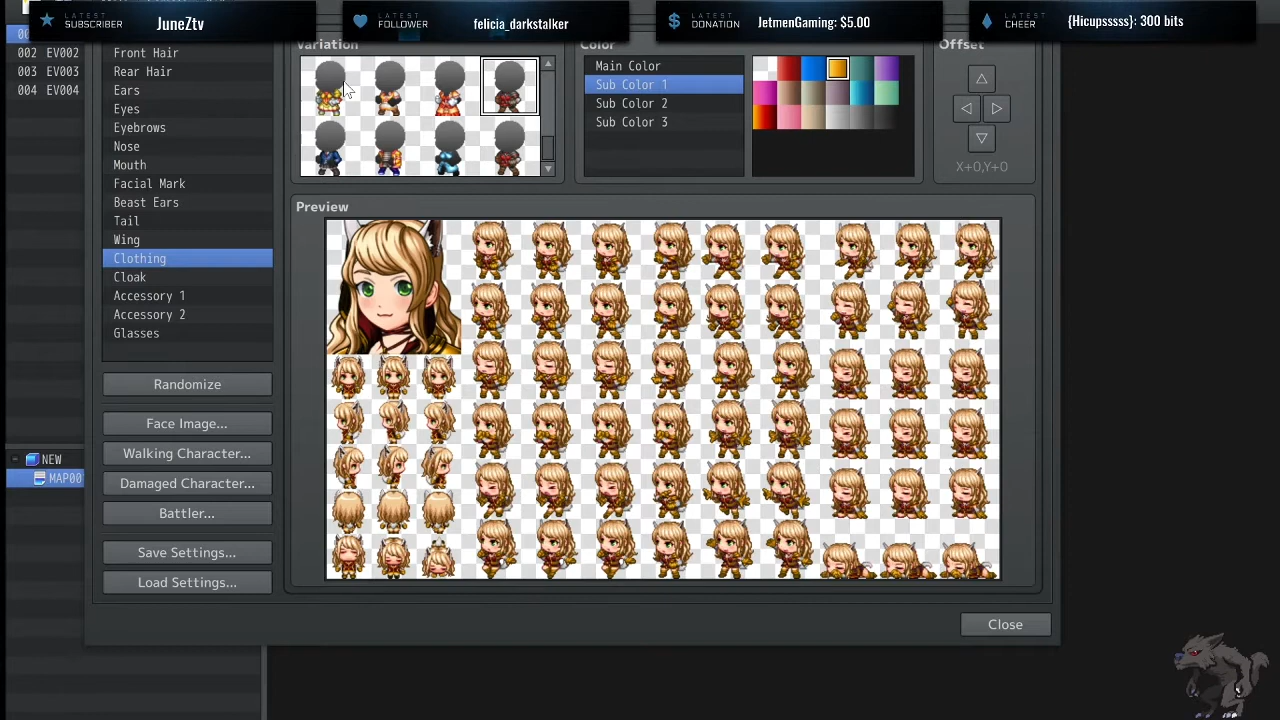 LATEST
SUBSCRIBER
JuneZtv
LATEST
FOLLOWER
felicia_darkstalker
LATEST
DONATION
JetmenGaming: $5.00
LATEST
CHEER
{Hicupsssss}: 300 bits
002 EV002
003 EV003
004 EV004
NEW
MAP00
Front Hair
Rear Hair
Ears
Eyes
Eyebrows
Nose
Mouth
Facial Mark
Beast Ears
Tail
Wing
Clothing
Cloak
Accessory 1
Accessory 2
Glasses
Randomize
Face Image...
Walking Character...
Damaged Character...
Battler...
Save Settings...
Load Settings...
Variation
Color
Main Color
Sub Color 1
Sub Color 2
Sub Color 3
Offset
X+0,Y+0
Preview
Close